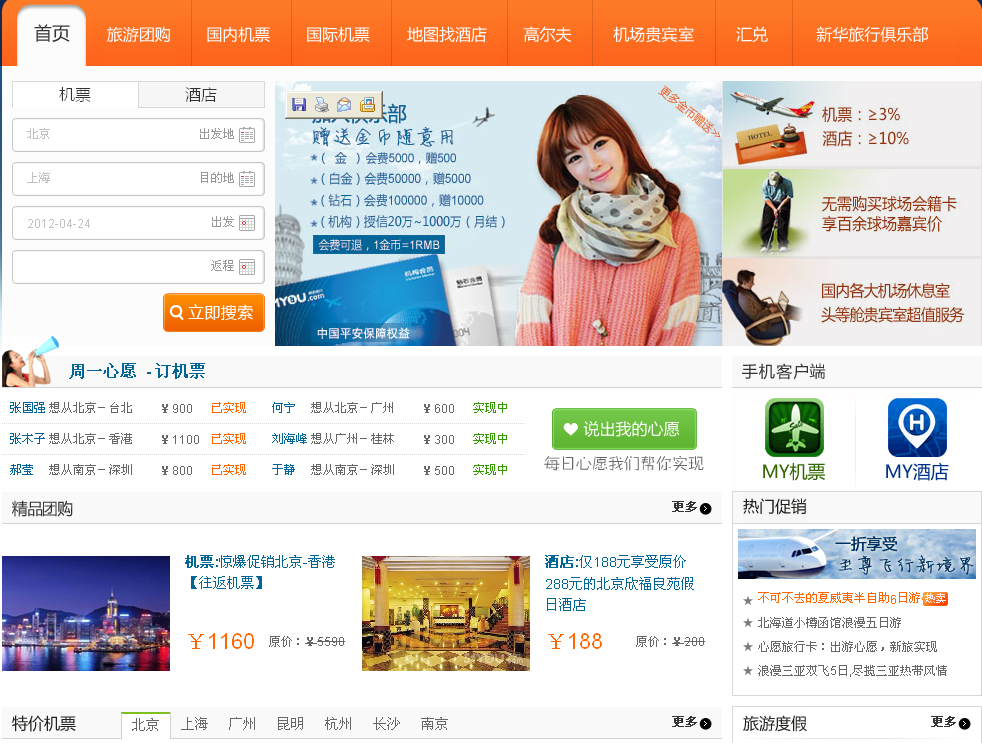 首页 旅游团购 国内机票 国际机票 地图找酒店 高尔夫 机场贵宾室 汇兑 新华旅行俱乐部
机票 酒店
北京 出发地
上海 目的地
2012-04-24 出发
返程
立即搜索
部
赠送金币随意用
★( 金 ) 会费5000，赠500
★( 白金 ) 会费50000，赠5000
★( 钻石 ) 会费100000，赠10000
★( 机构 ) 授信20万~1000万 ( 月结 )
会费可退，1金币=1RMB
更多金币赠送>>
YOU.com
中国平安保障权益
004
机票：≥3%
酒店：≥10%
HOTEL
无需购买球场会籍卡
享百余球场嘉宾价
国内各大机场休息室
头等舱贵宾室超值服务
周一心愿 -订机票
张国强 想从北京－台北 ￥900 已实现 何宁 想从北京－广州 ￥600 实现中
张木子 想从北京－香港 ￥1100 已实现 刘海峰 想从广州－桂林 ￥300 实现中
郝莹 想从南京－深圳 ￥800 已实现 于静 想从南京－深圳 ￥500 实现中
说出我的心愿
每日心愿我们帮你实现
手机客户端
MY机票 MY酒店
精品团购 更多
机票:惊爆促销北京-香港
【往返机票】
￥1160 原价：￥5590
酒店:仅188元享受原价
288元的北京欣福良苑假
日酒店
￥188 原价：￥200
热门促销
一折享受
至尊飞行新境界
★ 不可不去的夏威夷半自助6日游 热卖
★ 北海道小樽函馆浪漫五日游
★ 心愿旅行卡：出游心愿，新旅实现
★ 浪漫三亚双飞5日,尽揽三亚热带风情
特价机票 北京 上海 广州 昆明 杭州 长沙 南京 更多
旅游度假 更多